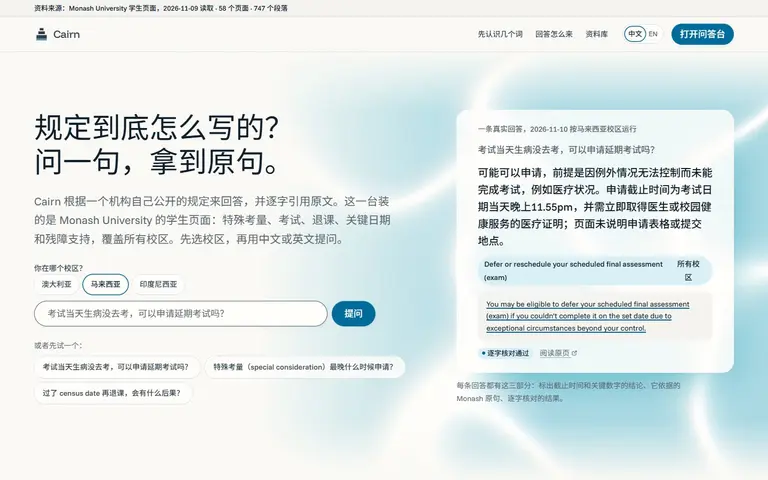 资料来源：Monash University 学生页面，2026-11-09 读取 · 58 个页面 · 747 个段落
Cairn
先认识几个词
回答怎么来
资料库
中文
EN
打开问答台
规定到底怎么写的？
问一句，拿到原句。
Cairn 根据一个机构自己公开的规定来回答，并逐字引用原文。这一台装
的是 Monash University 的学生页面：特殊考量、考试、退课、关键日期
和残障支持，覆盖所有校区。先选校区，再用中文或英文提问。
你在哪个校区？
澳大利亚
马来西亚
印度尼西亚
考试当天生病没去考，可以申请延期考试吗？
提问
或者先试一个：
考试当天生病没去考，可以申请延期考试吗？
特殊考量（special consideration）最晚什么时候申请？
过了 census date 再退课，会有什么后果？
一条真实回答，2026-11-10 按马来西亚校区运行
考试当天生病没去考，可以申请延期考试吗？
可能可以申请，前提是因例外情况无法控制而未能
完成考试，例如医疗状况。申请截止时间为考试日
期当天晚上11.55pm，并需立即取得医生或校园健
康服务的医疗证明；页面未说明申请表格或提交
地点。
Defer or reschedule your scheduled final assessment
(exam)
所有校
区
You may be eligible to defer your scheduled final assessment
(exam) if you couldn't complete it on the set date due to
exceptional circumstances beyond your control.
逐字核对通过
阅读原页
每条回答都有这三部分：标出截止时间和关键数字的结论、它依据的
Monash 原句、逐字核对的结果。